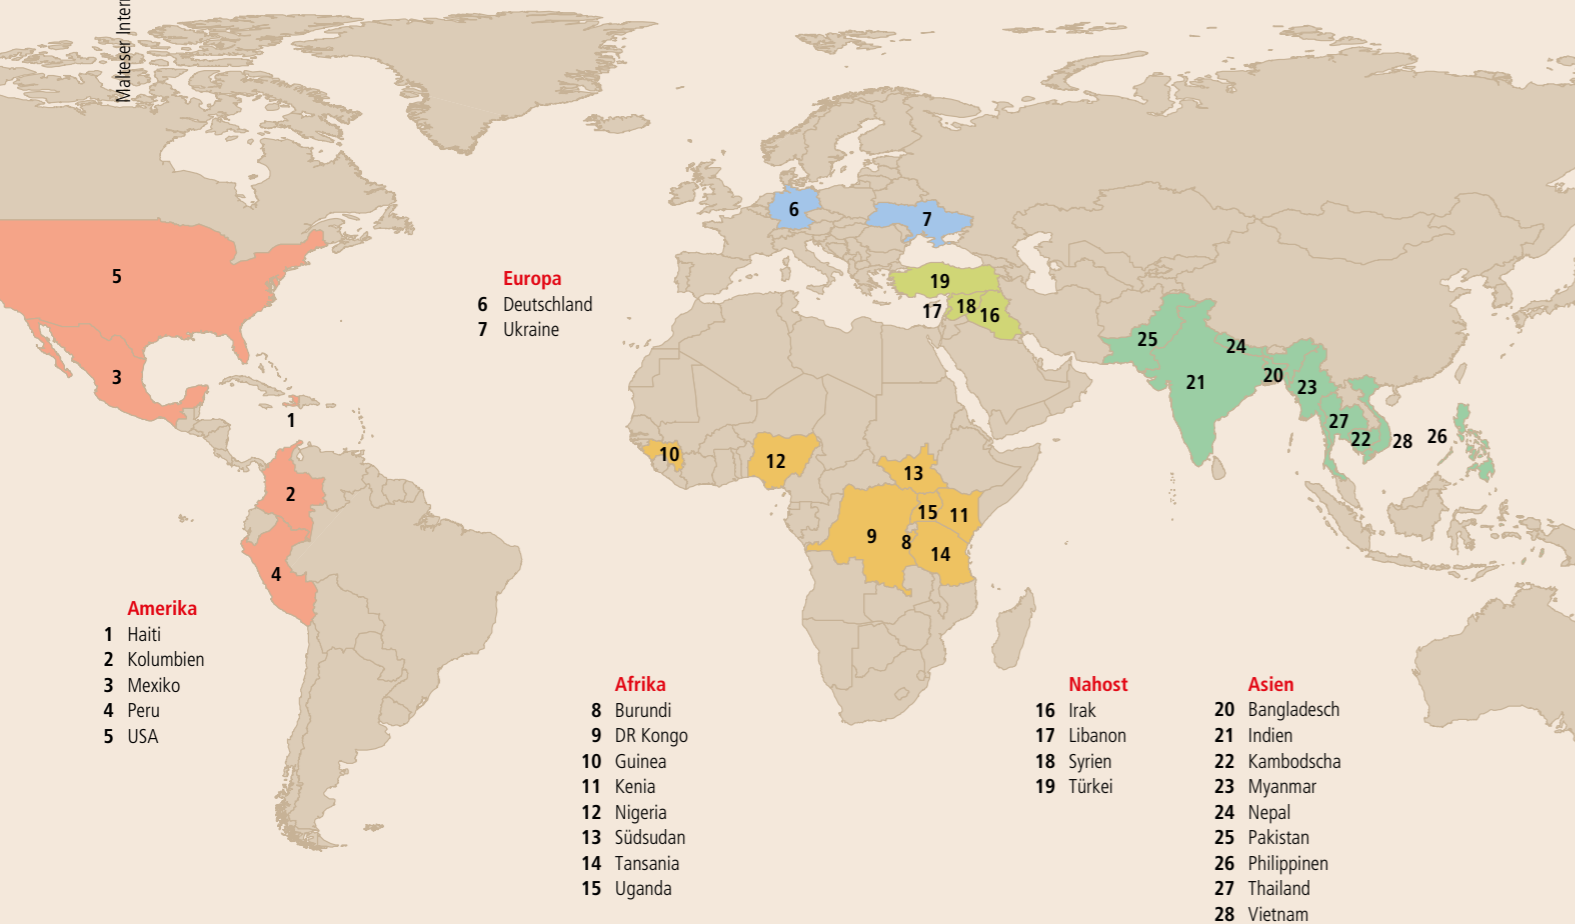 Malteser Inter
5
3
1
2
4
6
7
19
17
18
16
10
12
13
15
11
9
8
14
25
24
21
20
23
27
22
28
26
Europa
6 Deutschland
7 Ukraine
Amerika
1 Haiti
2 Kolumbien
3 Mexiko
4 Peru
5 USA
Afrika
8 Burundi
9 DR Kongo
10 Guinea
11 Kenia
12 Nigeria
13 Südsudan
14 Tansania
15 Uganda
Nahost
16 Irak
17 Libanon
18 Syrien
19 Türkei
Asien
20 Bangladesch
21 Indien
22 Kambodscha
23 Myanmar
24 Nepal
25 Pakistan
26 Philippinen
27 Thailand
28 Vietnam